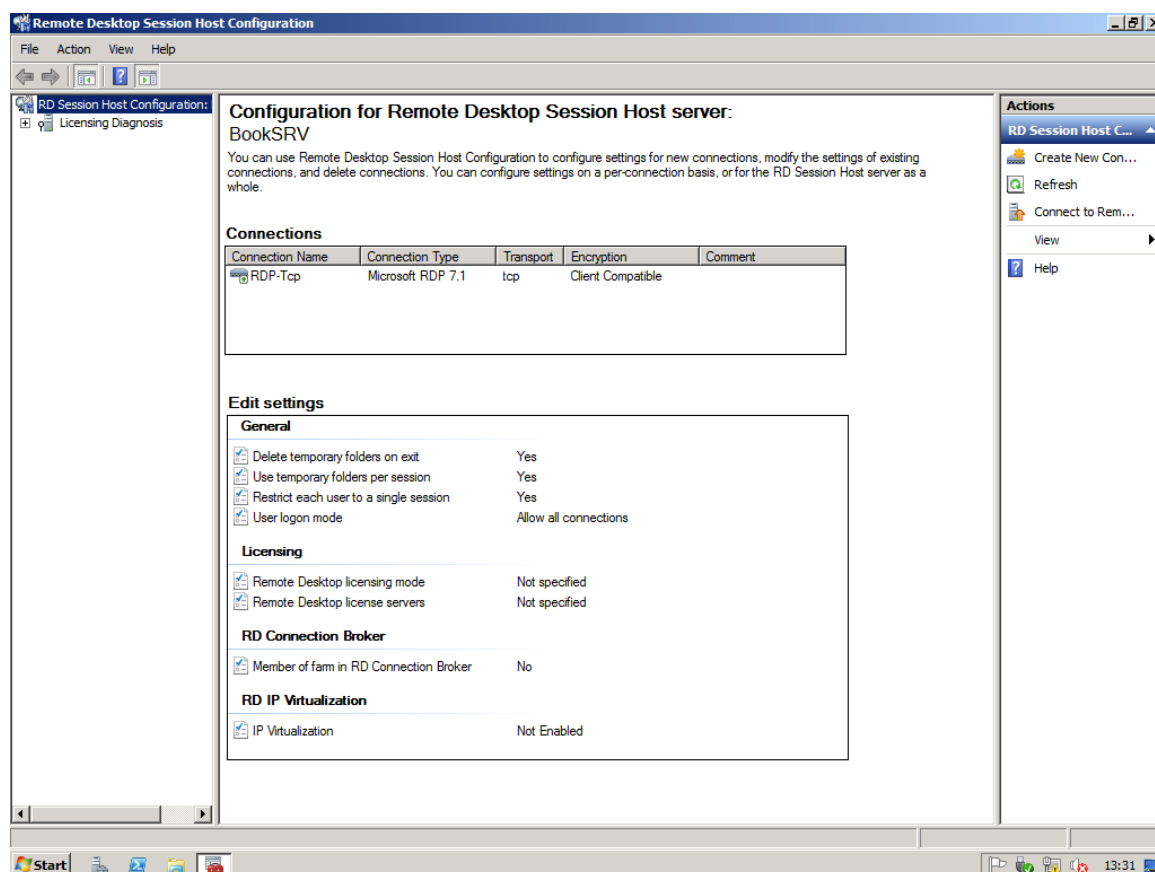 Remote Desktop Session Host Configuration
File Action View Help
RD Session Host Configuration:
Licensing Diagnosis
Configuration for Remote Desktop Session Host server:
BookSRV
You can use Remote Desktop Session Host Configuration to configure settings for new connections, modify the settings of existing
connections, and delete connections. You can configure settings on a per-connection basis, or for the RD Session Host server as a
whole.
Connections
Connection Name Connection Type Transport Encryption Comment
RDP-Tcp Microsoft RDP 7.1 tcp Client Compatible
Edit settings
General
Delete temporary folders on exit Yes
Use temporary folders per session Yes
Restrict each user to a single session Yes
User logon mode Allow all connections
Licensing
Remote Desktop licensing mode Not specified
Remote Desktop license servers Not specified
RD Connection Broker
Member of farm in RD Connection Broker No
RD IP Virtualization
IP Virtualization Not Enabled
Actions
RD Session Host C...
Create New Con...
Refresh
Connect to Rem...
View
Help
Start 13:31